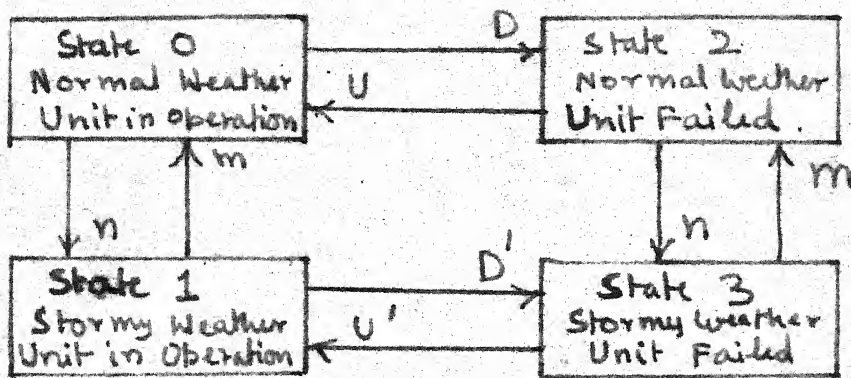 State 0
Normal Weather
Unit in Operation
D
U
State 2
Normal Weather
Unit Failed.
n
m
n
m
State 1
Stormy Weather
Unit in Operation
D'
U'
State 3
Stormy Weather
Unit Failed